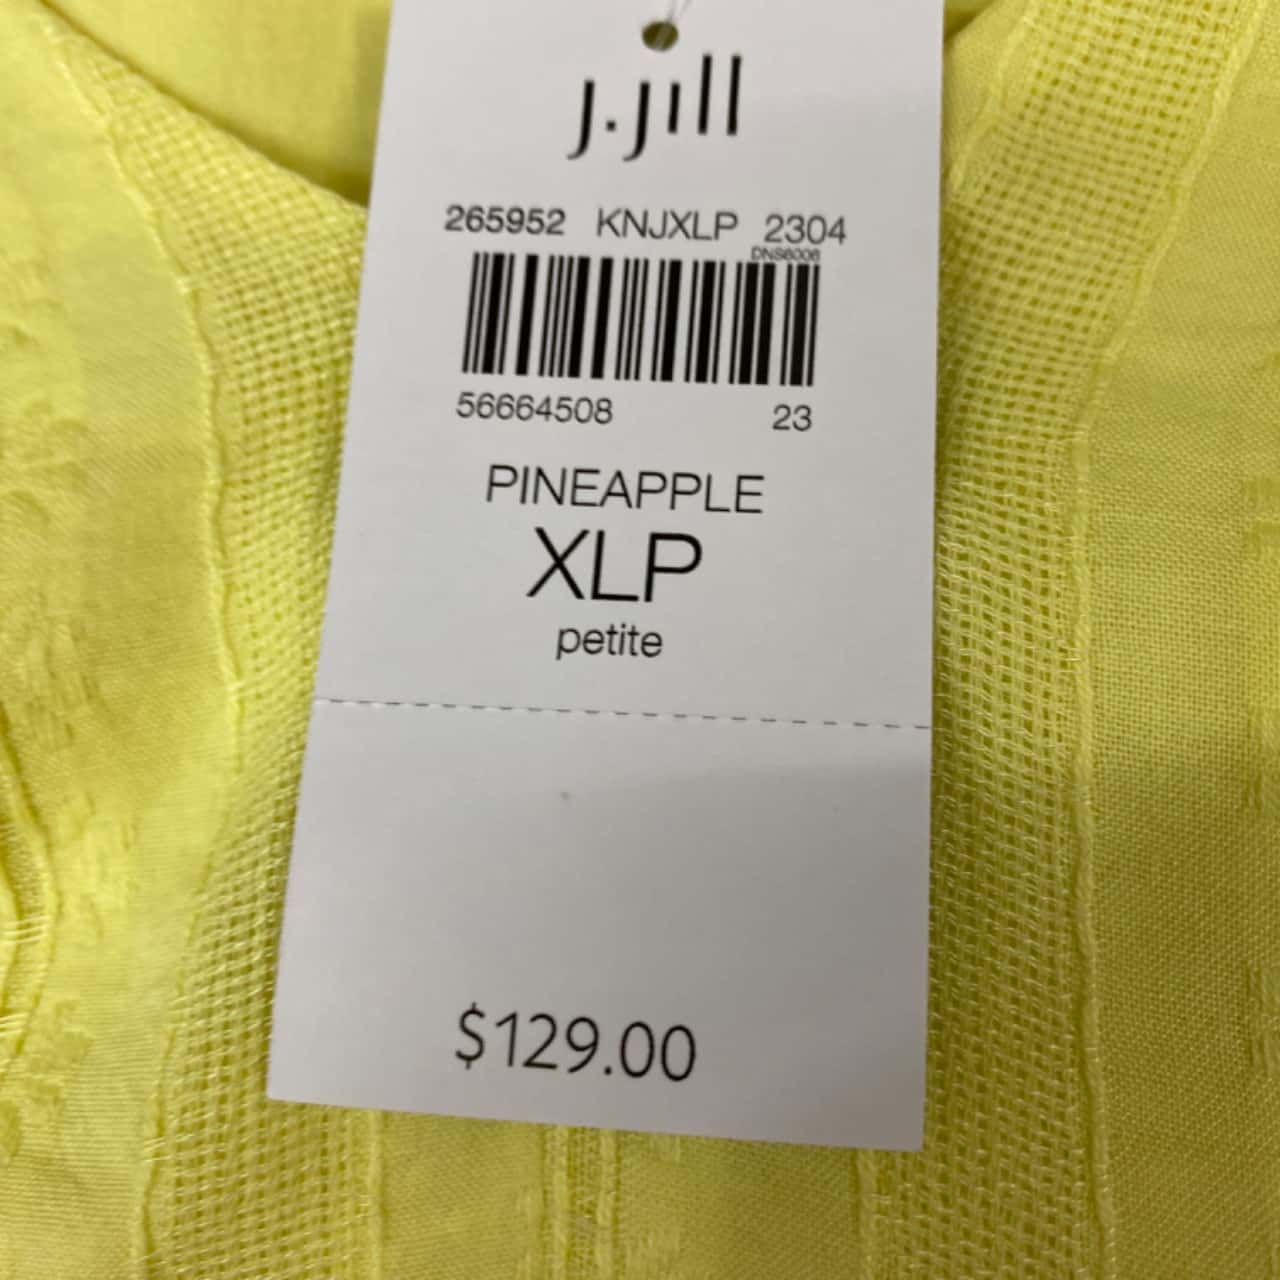 j.jill
265952 KNJXLP 2304
DNS6006
56664508 23
PINEAPPLE
XLP
petite
$129.00